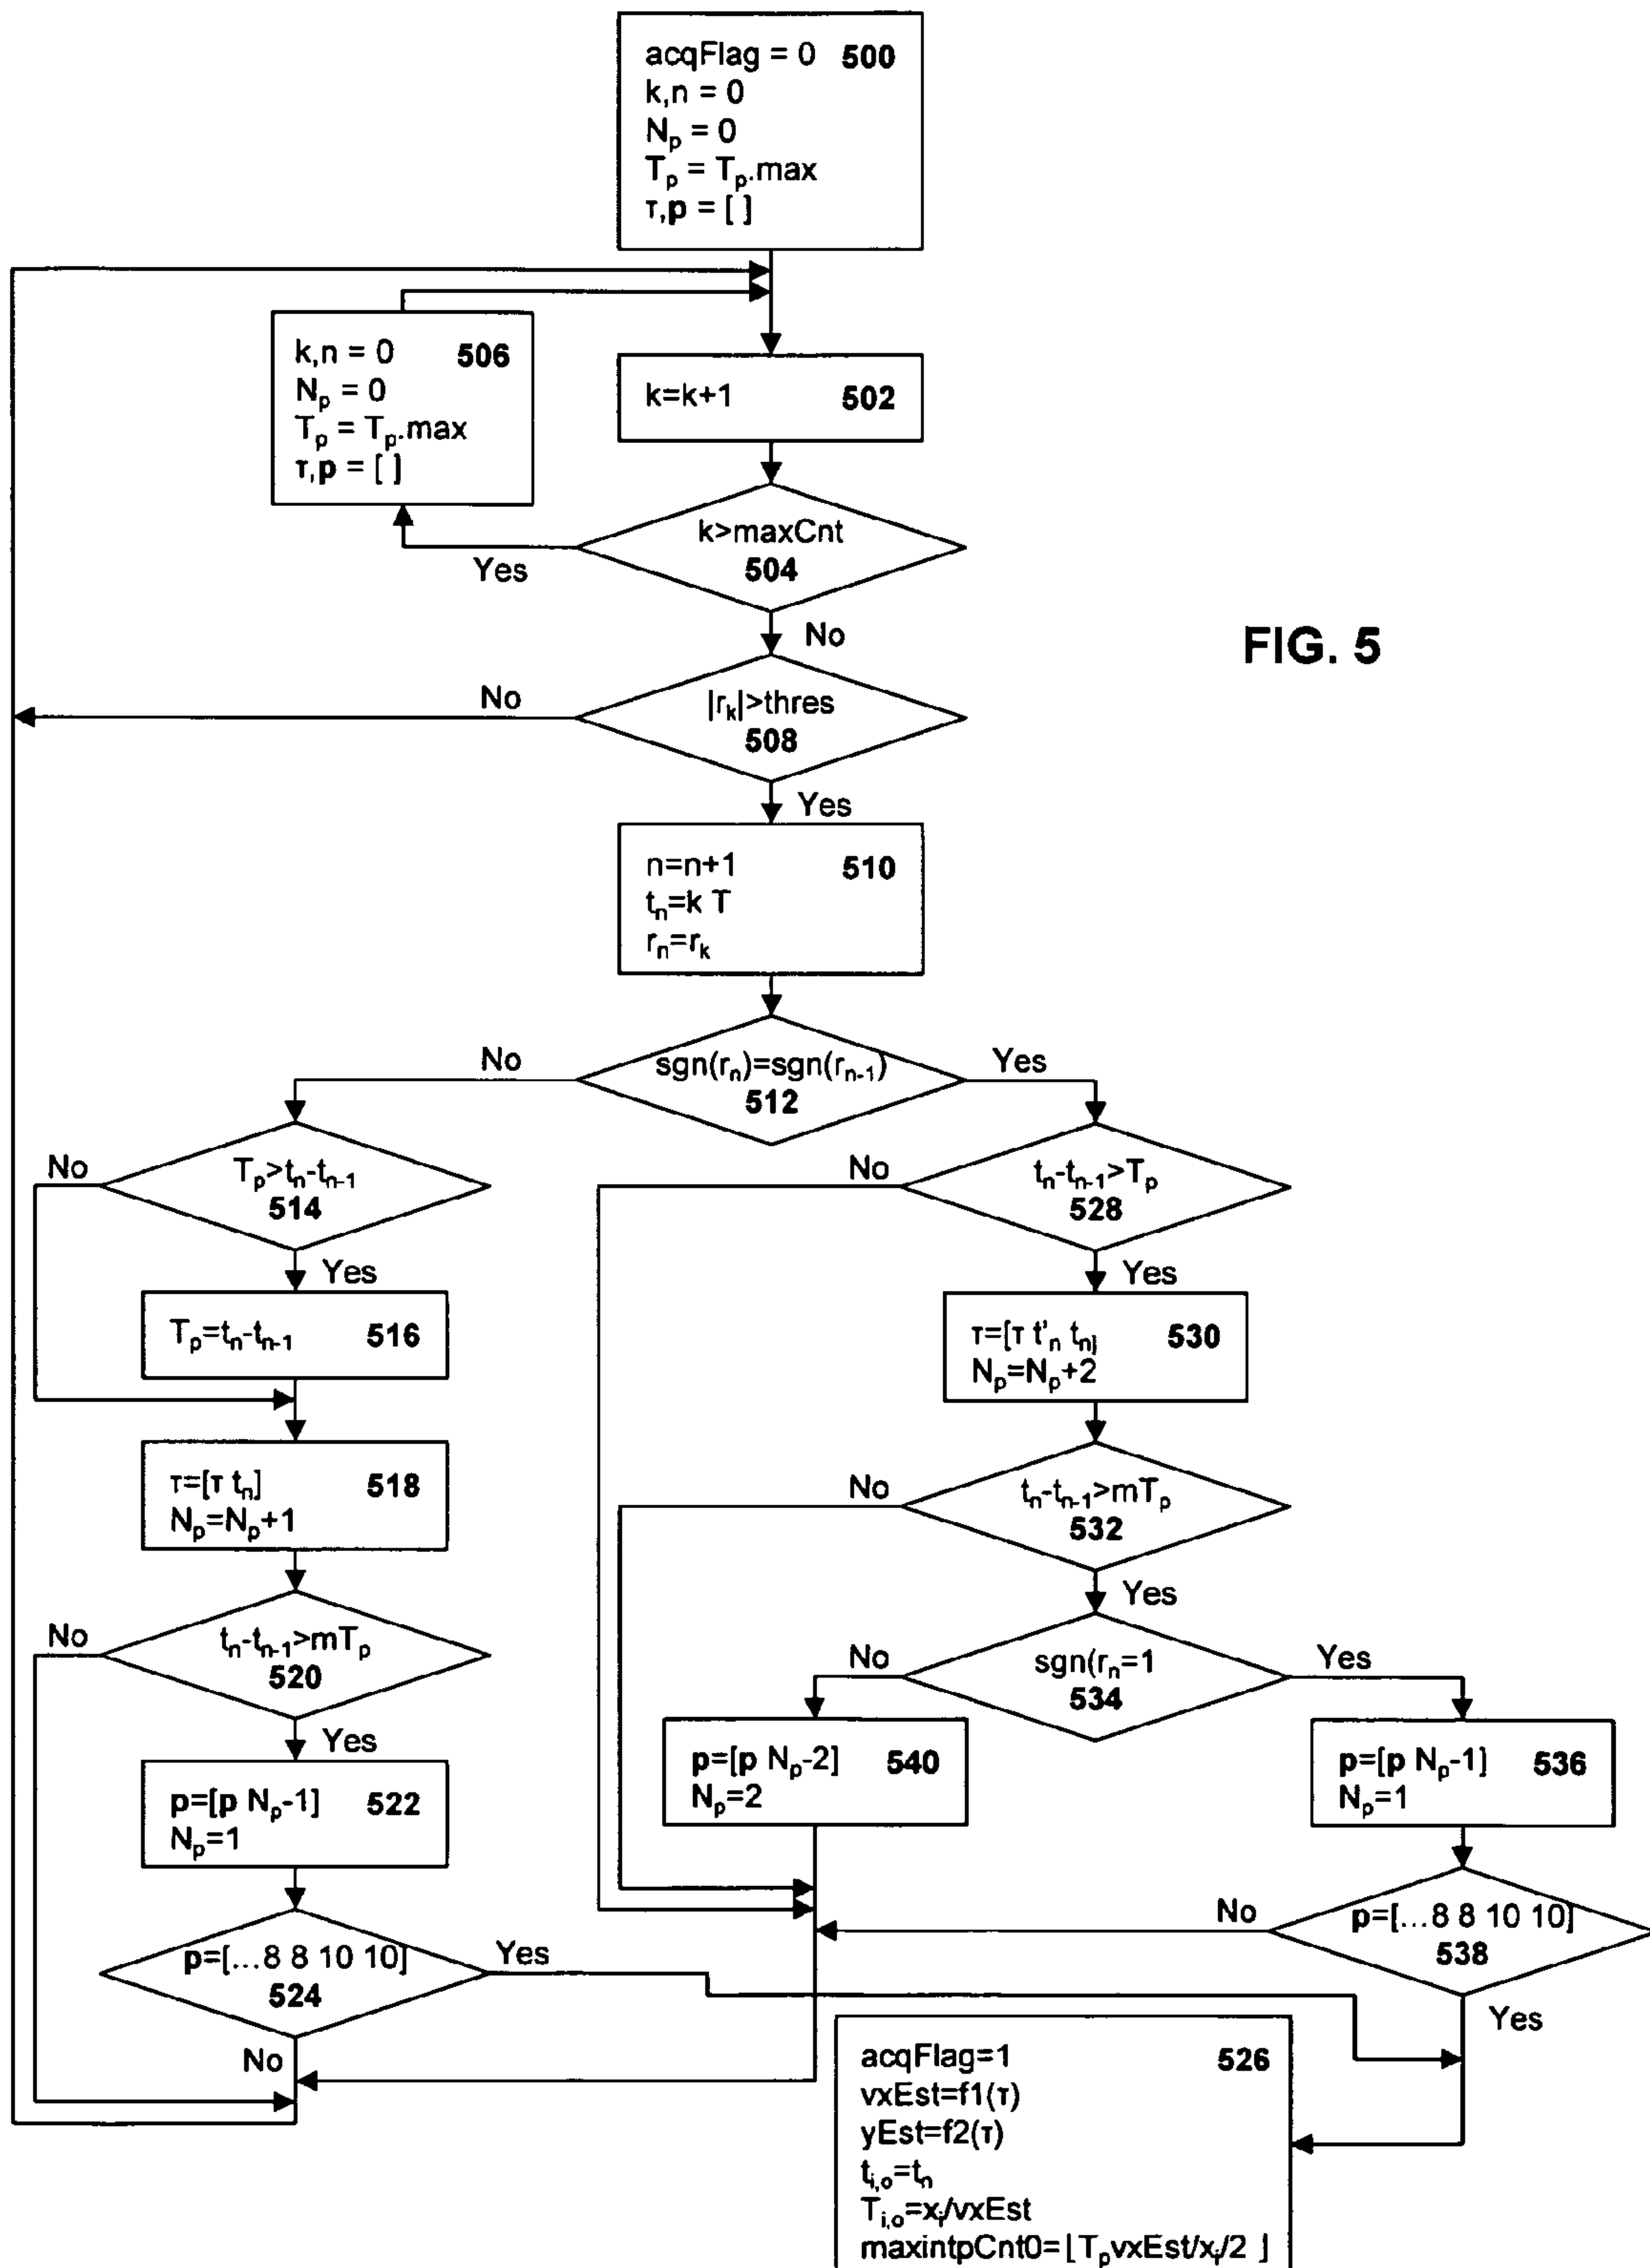 acqFlag = 0 500
k,n = 0
Nₚ = 0
Tₚ = Tₚ.max
τ,p = [ ]
k,n = 0 506
Nₚ = 0
Tₚ = Tₚ.max
τ,p = [ ]
k=k+1 502
k>maxCnt
504
Yes
No
FIG. 5
|rₖ|>thres
508
No
Yes
n=n+1 510
tₙ=k T
rₙ=rₖ
sgn(rₙ)=sgn(rₙ₋₁)
512
No
Yes
Tₚ>tₙ-tₙ₋₁
514
No
Yes
tₙ-tₙ₋₁>Tₚ
528
No
Yes
Tₚ=tₙ-tₙ₋₁ 516
τ=[τ t'ₙ tₙ] 530
Nₚ=Nₚ+2
τ=[τ tₙ] 518
Nₚ=Nₚ+1
tₙ-tₙ₋₁>mTₚ
532
No
Yes
tₙ-tₙ₋₁>mTₚ
520
No
Yes
sgn(rₙ=1
534
No
Yes
p=[p Nₚ-1] 522
Nₚ=1
p=[p Nₚ-2] 540
Nₚ=2
p=[p Nₚ-1] 536
Nₚ=1
p=[...8 8 10 10]
524
Yes
No
p=[...8 8 10 10]
538
No
Yes
acqFlag=1 526
vxEst=f1(τ)
yEst=f2(τ)
tᵢ,ₒ=tₙ
Tᵢ,ₒ=xᵢ/vxEst
maxintpCnt0=⌊TₚvxEst/xᵢ/2 ⌋